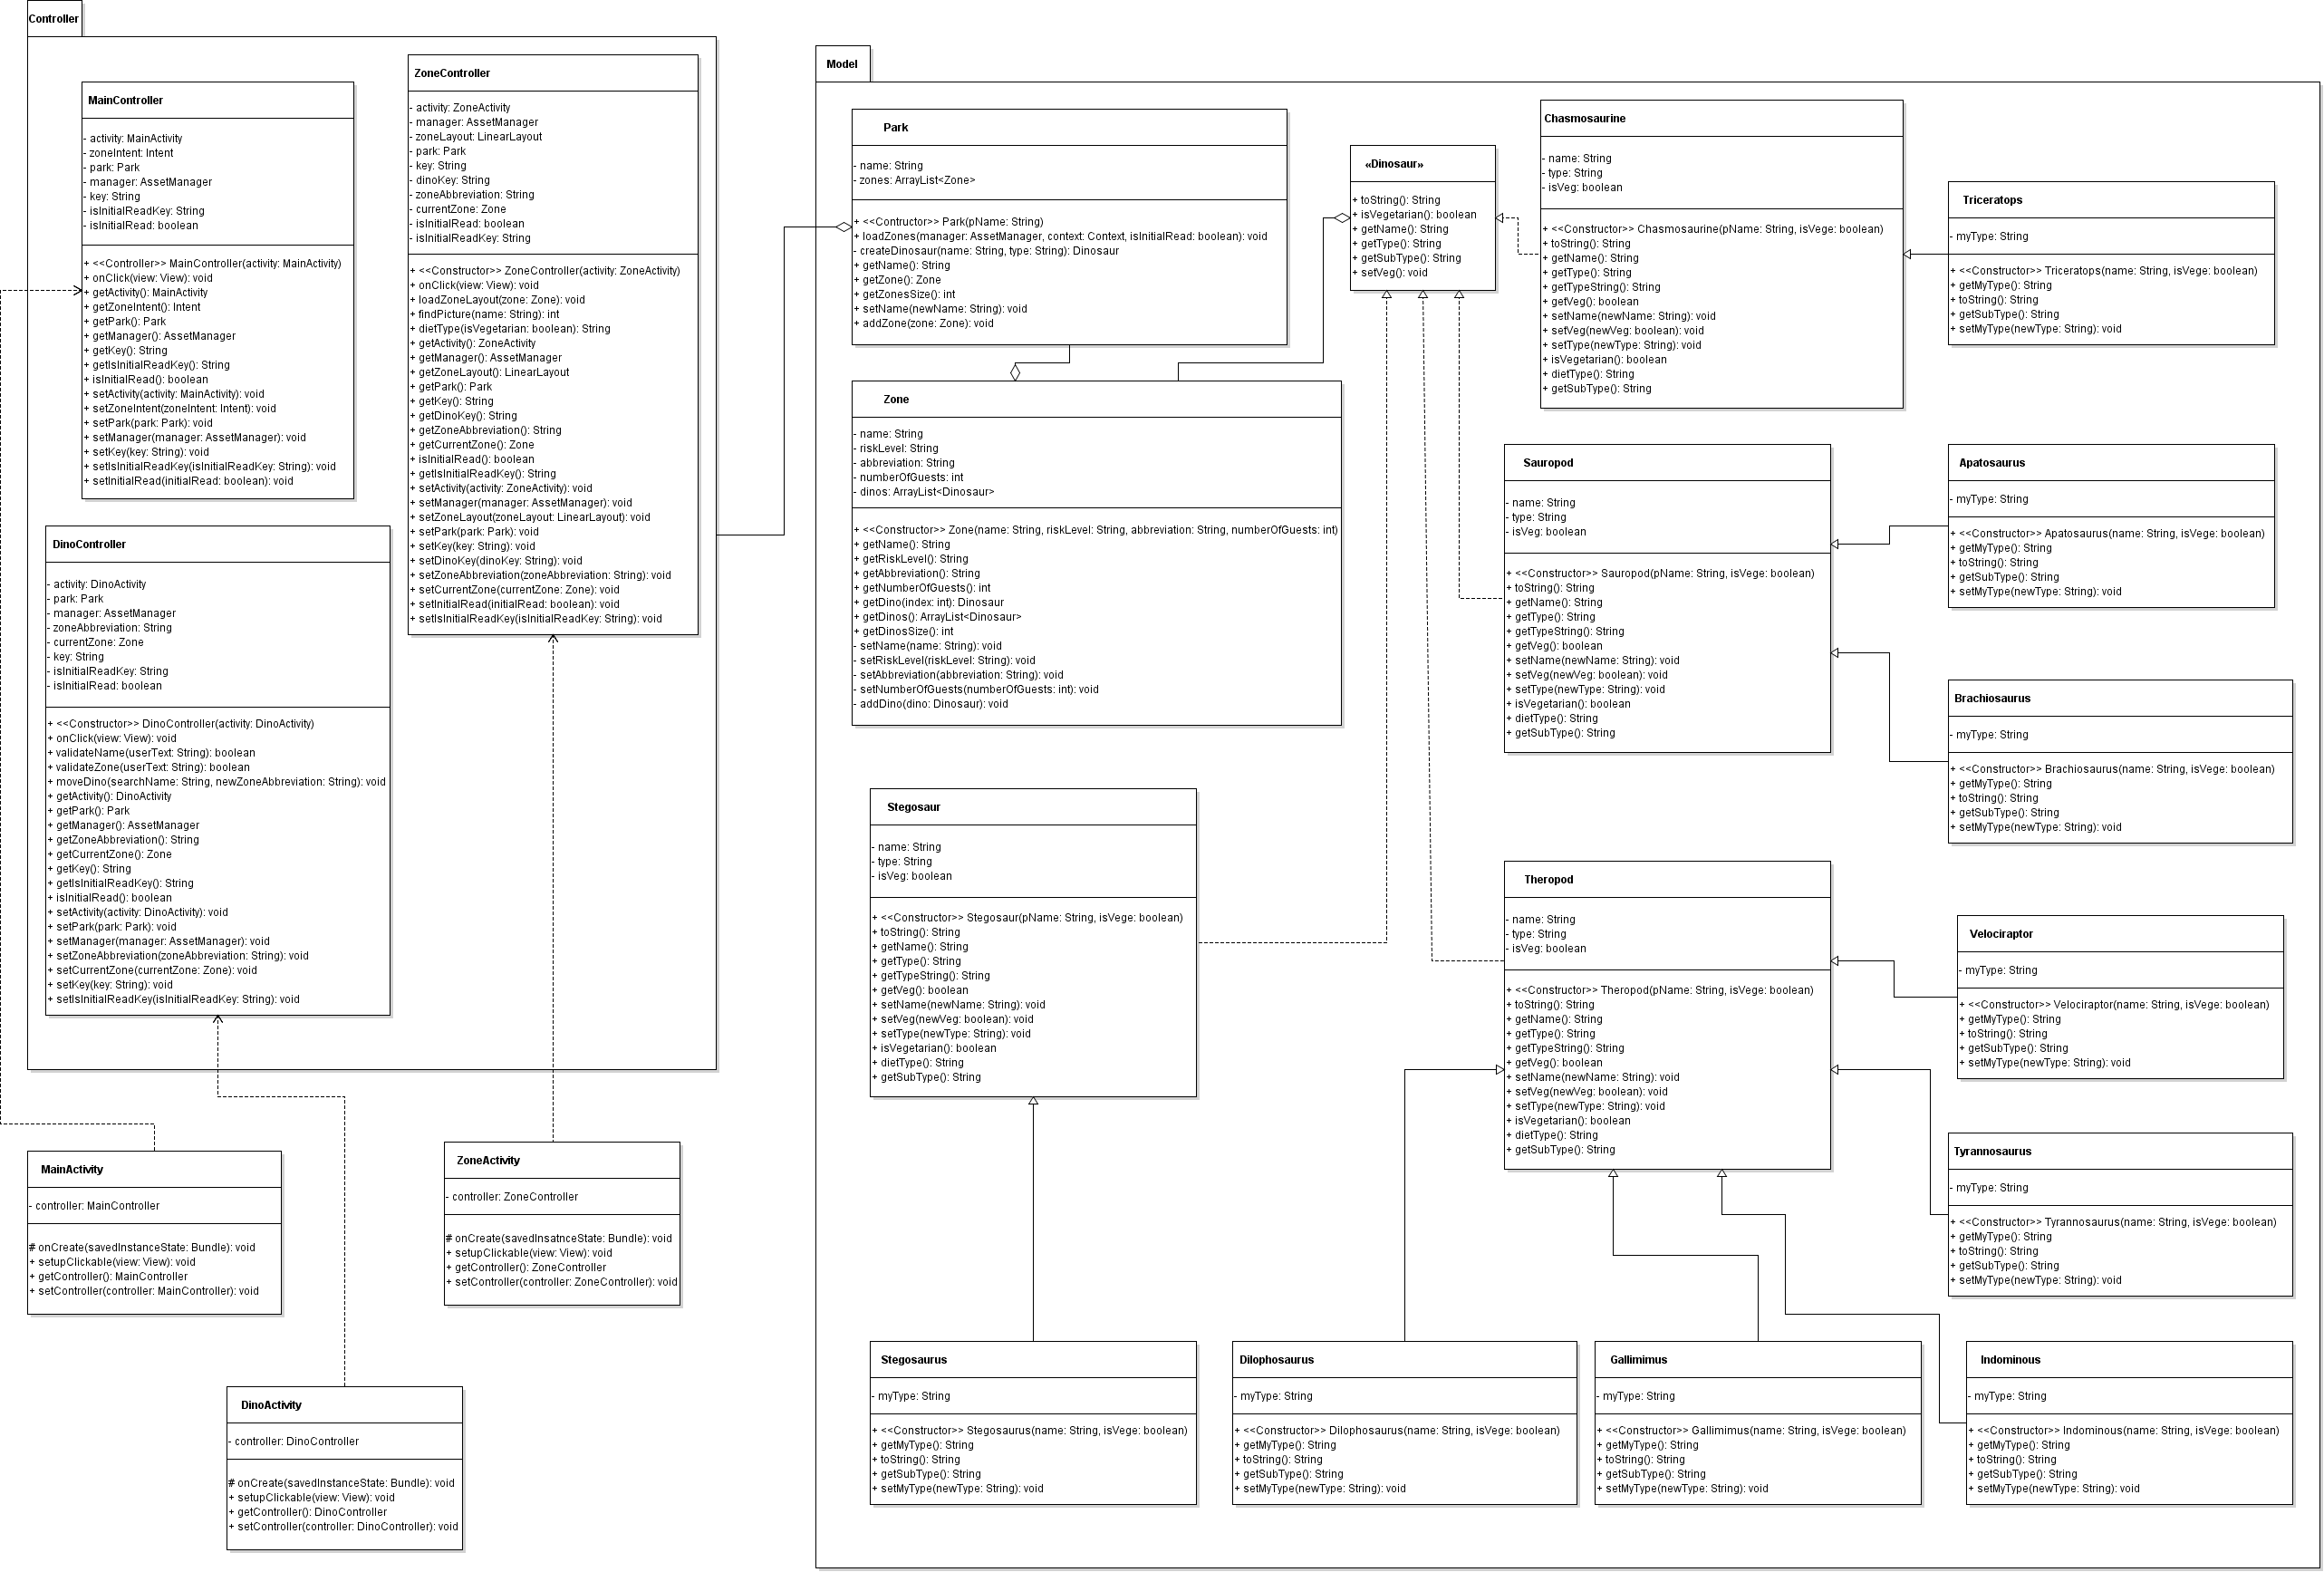 Controller
MainController
- activity: MainActivity
- zoneIntent: Intent
- park: Park
- manager: AssetManager
- key: String
- isInitialReadKey: String
- isInitialRead: boolean
+ <<Controller>> MainController(activity: MainActivity)
+ onClick(view: View): void
+ getActivity(): MainActivity
+ getZoneIntent(): Intent
+ getPark(): Park
+ getManager(): AssetManager
+ getKey(): String
+ getIsInitialReadKey(): String
+ isInitialRead(): boolean
+ setActivity(activity: MainActivity): void
+ setZoneIntent(zoneIntent: Intent): void
+ setPark(park: Park): void
+ setManager(manager: AssetManager): void
+ setKey(key: String): void
+ setIsInitialReadKey(isInitialReadKey: String): void
+ setInitialRead(initialRead: boolean): void
ZoneController
- activity: ZoneActivity
- manager: AssetManager
- zoneLayout: LinearLayout
- park: Park
- key: String
- dinoKey: String
- zoneAbbreviation: String
- currentZone: Zone
- isInitialRead: boolean
- isInitialReadKey: String
+ <<Constructor>> ZoneController(activity: ZoneActivity)
+ onClick(view: View): void
+ loadZoneLayout(zone: Zone): void
+ findPicture(name: String): int
+ dietType(isVegetarian: boolean): String
+ getActivity(): ZoneActivity
+ getManager(): AssetManager
+ getZoneLayout(): LinearLayout
+ getPark(): Park
+ getKey(): String
+ getDinoKey(): String
+ getZoneAbbreviation(): String
+ getCurrentZone(): Zone
+ isInitialRead(): boolean
+ getIsInitialReadKey(): String
+ setActivity(activity: ZoneActivity): void
+ setManager(manager: AssetManager): void
+ setZoneLayout(zoneLayout: LinearLayout): void
+ setPark(park: Park): void
+ setKey(key: String): void
+ setDinoKey(dinoKey: String): void
+ setZoneAbbreviation(zoneAbbreviation: String): void
+ setCurrentZone(currentZone: Zone): void
+ setInitialRead(initialRead: boolean): void
+ setIsInitialReadKey(isInitialReadKey: String): void
DinoController
- activity: DinoActivity
- park: Park
- manager: AssetManager
- zoneAbbreviation: String
- currentZone: Zone
- key: String
- isInitialReadKey: String
- isInitialRead: boolean
+ <<Constructor>> DinoController(activity: DinoActivity)
+ onClick(view: View): void
+ validateName(userText: String): boolean
+ validateZone(userText: String): boolean
+ moveDino(searchName: String, newZoneAbbreviation: String): void
+ getActivity(): DinoActivity
+ getPark(): Park
+ getManager(): AssetManager
+ getZoneAbbreviation(): String
+ getCurrentZone(): Zone
+ getKey(): String
+ getIsInitialReadKey(): String
+ isInitialRead(): boolean
+ setActivity(activity: DinoActivity): void
+ setPark(park: Park): void
+ setManager(manager: AssetManager): void
+ setZoneAbbreviation(zoneAbbreviation: String): void
+ setCurrentZone(currentZone: Zone): void
+ setKey(key: String): void
+ setIsInitialReadKey(isInitialReadKey: String): void
MainActivity
- controller: MainController
# onCreate(savedInstanceState: Bundle): void
+ setupClickable(view: View): void
+ getController(): MainController
+ setController(controller: MainController): void
ZoneActivity
- controller: ZoneController
# onCreate(savedInsatnceState: Bundle): void
+ setupClickable(view: View): void
+ getController(): ZoneController
+ setController(controller: ZoneController): void
DinoActivity
- controller: DinoController
# onCreate(savedInstanceState: Bundle): void
+ setupClickable(view: View): void
+ getController(): DinoController
+ setController(controller: DinoController): void
Model
Park
- name: String
- zones: ArrayList<Zone>
+ <<Contructor>> Park(pName: String)
+ loadZones(manager: AssetManager, context: Context, isInitialRead: boolean): void
- createDinosaur(name: String, type: String): Dinosaur
+ getName(): String
+ getZone(): Zone
+ getZonesSize(): int
+ setName(newName: String): void
+ addZone(zone: Zone): void
«Dinosaur»
+ toString(): String
+ isVegetarian(): boolean
+ getName(): String
+ getType(): String
+ getSubType(): String
+ setVeg(): void
Chasmosaurine
- name: String
- type: String
- isVeg: boolean
+ <<Constructor>> Chasmosaurine(pName: String, isVege: boolean)
+ toString(): String
+ getName(): String
+ getType(): String
+ getTypeString(): String
+ getVeg(): boolean
+ setName(newName: String): void
+ setVeg(newVeg: boolean): void
+ setType(newType: String): void
+ isVegetarian(): boolean
+ dietType(): String
+ getSubType(): String
Triceratops
- myType: String
+ <<Constructor>> Triceratops(name: String, isVege: boolean)
+ getMyType(): String
+ toString(): String
+ getSubType(): String
+ setMyType(newType: String): void
Zone
- name: String
- riskLevel: String
- abbreviation: String
- numberOfGuests: int
- dinos: ArrayList<Dinosaur>
+ <<Constructor>> Zone(name: String, riskLevel: String, abbreviation: String, numberOfGuests: int)
+ getName(): String
+ getRiskLevel(): String
+ getAbbreviation(): String
+ getNumberOfGuests(): int
+ getDino(index: int): Dinosaur
+ getDinos(): ArrayList<Dinosaur>
+ getDinosSize(): int
- setName(name: String): void
- setRiskLevel(riskLevel: String): void
- setAbbreviation(abbreviation: String): void
- setNumberOfGuests(numberOfGuests: int): void
- addDino(dino: Dinosaur): void
Sauropod
- name: String
- type: String
- isVeg: boolean
+ <<Constructor>> Sauropod(pName: String, isVege: boolean)
+ toString(): String
+ getName(): String
+ getType(): String
+ getTypeString(): String
+ getVeg(): boolean
+ setName(newName: String): void
+ setVeg(newVeg: boolean): void
+ setType(newType: String): void
+ isVegetarian(): boolean
+ dietType(): String
+ getSubType(): String
Apatosaurus
- myType: String
+ <<Constructor>> Apatosaurus(name: String, isVege: boolean)
+ getMyType(): String
+ toString(): String
+ getSubType(): String
+ setMyType(newType: String): void
Brachiosaurus
- myType: String
+ <<Constructor>> Brachiosaurus(name: String, isVege: boolean)
+ getMyType(): String
+ toString(): String
+ getSubType(): String
+ setMyType(newType: String): void
Stegosaur
- name: String
- type: String
- isVeg: boolean
+ <<Constructor>> Stegosaur(pName: String, isVege: boolean)
+ toString(): String
+ getName(): String
+ getType(): String
+ getTypeString(): String
+ getVeg(): boolean
+ setName(newName: String): void
+ setVeg(newVeg: boolean): void
+ setType(newType: String): void
+ isVegetarian(): boolean
+ dietType(): String
+ getSubType(): String
Theropod
- name: String
- type: String
- isVeg: boolean
+ <<Constructor>> Theropod(pName: String, isVege: boolean)
+ toString(): String
+ getName(): String
+ getType(): String
+ getTypeString(): String
+ getVeg(): boolean
+ setName(newName: String): void
+ setVeg(newVeg: boolean): void
+ setType(newType: String): void
+ isVegetarian(): boolean
+ dietType(): String
+ getSubType(): String
Velociraptor
- myType: String
+ <<Constructor>> Velociraptor(name: String, isVege: boolean)
+ getMyType(): String
+ toString(): String
+ getSubType(): String
+ setMyType(newType: String): void
Tyrannosaurus
- myType: String
+ <<Constructor>> Tyrannosaurus(name: String, isVege: boolean)
+ getMyType(): String
+ toString(): String
+ getSubType(): String
+ setMyType(newType: String): void
Stegosaurus
- myType: String
+ <<Constructor>> Stegosaurus(name: String, isVege: boolean)
+ getMyType(): String
+ toString(): String
+ getSubType(): String
+ setMyType(newType: String): void
Dilophosaurus
- myType: String
+ <<Constructor>> Dilophosaurus(name: String, isVege: boolean)
+ getMyType(): String
+ toString(): String
+ getSubType(): String
+ setMyType(newType: String): void
Gallimimus
- myType: String
+ <<Constructor>> Gallimimus(name: String, isVege: boolean)
+ getMyType(): String
+ toString(): String
+ getSubType(): String
+ setMyType(newType: String): void
Indominous
- myType: String
+ <<Constructor>> Indominous(name: String, isVege: boolean)
+ getMyType(): String
+ toString(): String
+ getSubType(): String
+ setMyType(newType: String): void